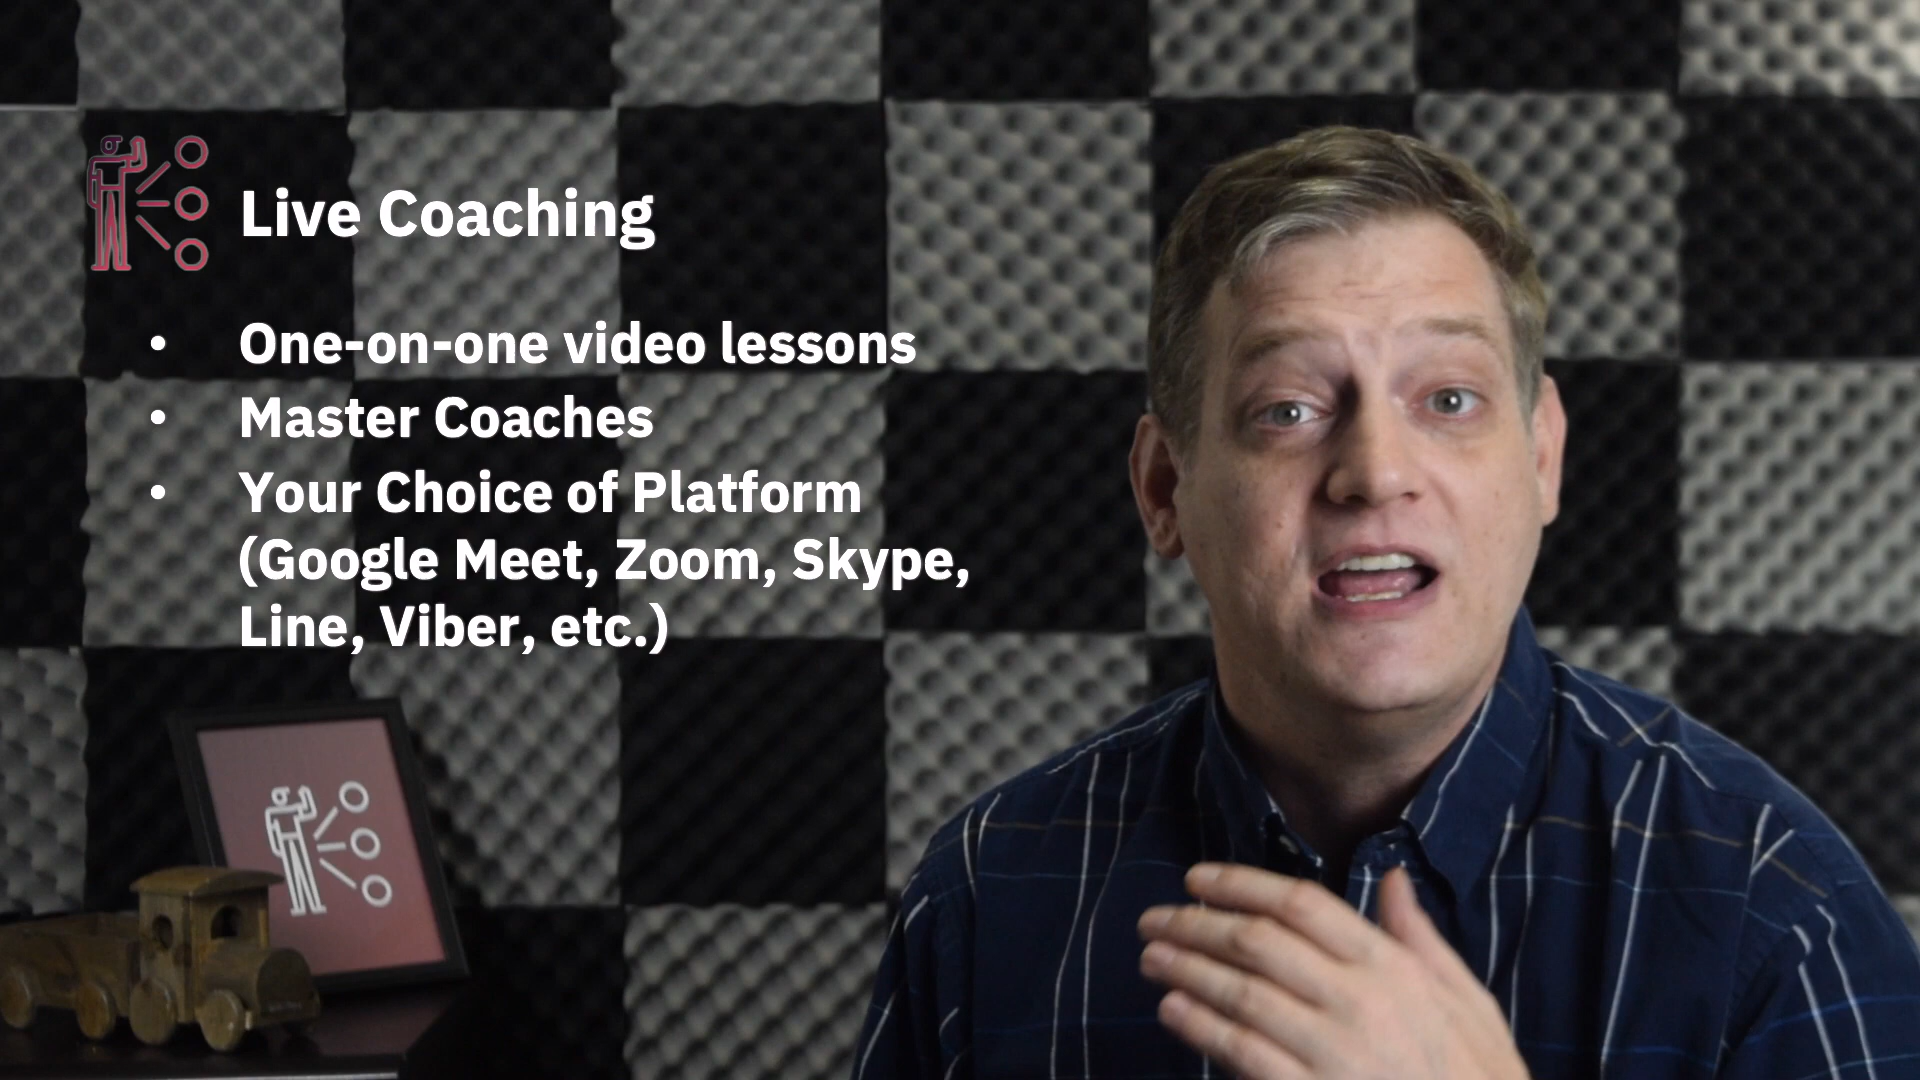 Live Coaching
• One-on-one video lessons
• Master Coaches
• Your Choice of Platform
(Google Meet, Zoom, Skype,
Line, Viber, etc.)